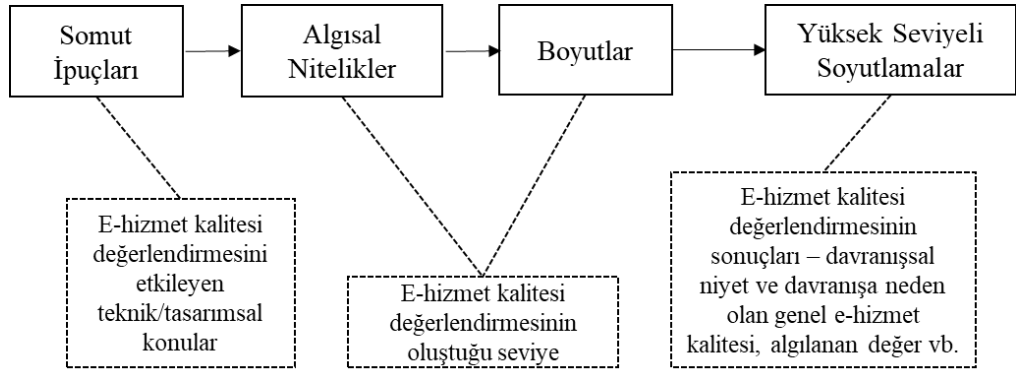 Somut
İpuçları
Algısal
Nitelikler
Boyutlar
Yüksek Seviyeli
Soyutlamalar
E-hizmet kalitesi
değerlendirmesini
etkileyen
teknik/tasarımsal
konular
E-hizmet kalitesi
değerlendirmesinin
oluştuğu seviye
E-hizmet kalitesi
değerlendirmesinin
sonuçları – davranışsal
niyet ve davranışa neden
olan genel e-hizmet
kalitesi, algılanan değer vb.